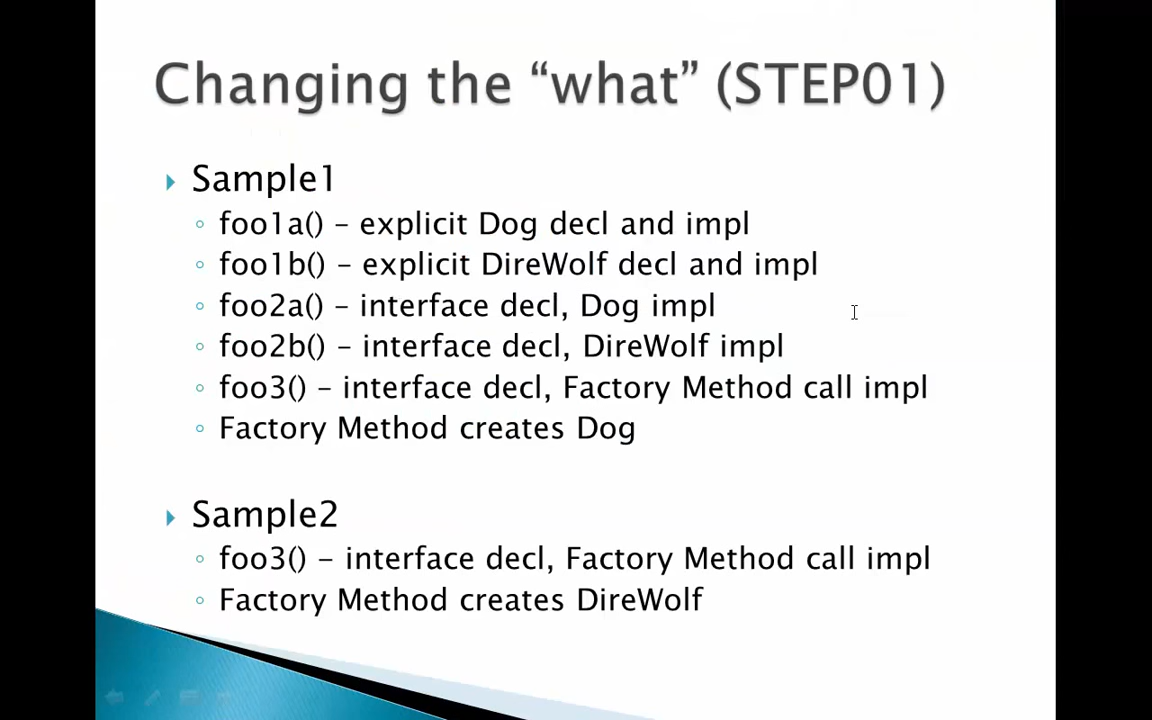 Changing the “what” (STEP01)
Sample1
foo1a() – explicit Dog decl and impl
foo1b() – explicit DireWolf decl and impl
foo2a() – interface decl, Dog impl
foo2b() – interface decl, DireWolf impl
foo3() – interface decl, Factory Method call impl
Factory Method creates Dog
Sample2
foo3() – interface decl, Factory Method call impl
Factory Method creates DireWolf